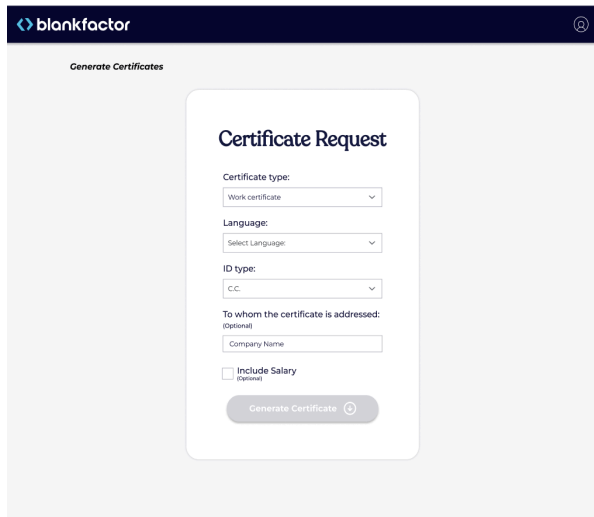 blankfactor
Generate Certificates
Certificate Request
Certificate type:
Work certificate
Language:
Select Language:
ID type:
C.C.
To whom the certificate is addressed:
(Optional)
Company Name
Include Salary
(Optional)
Generate Certificate